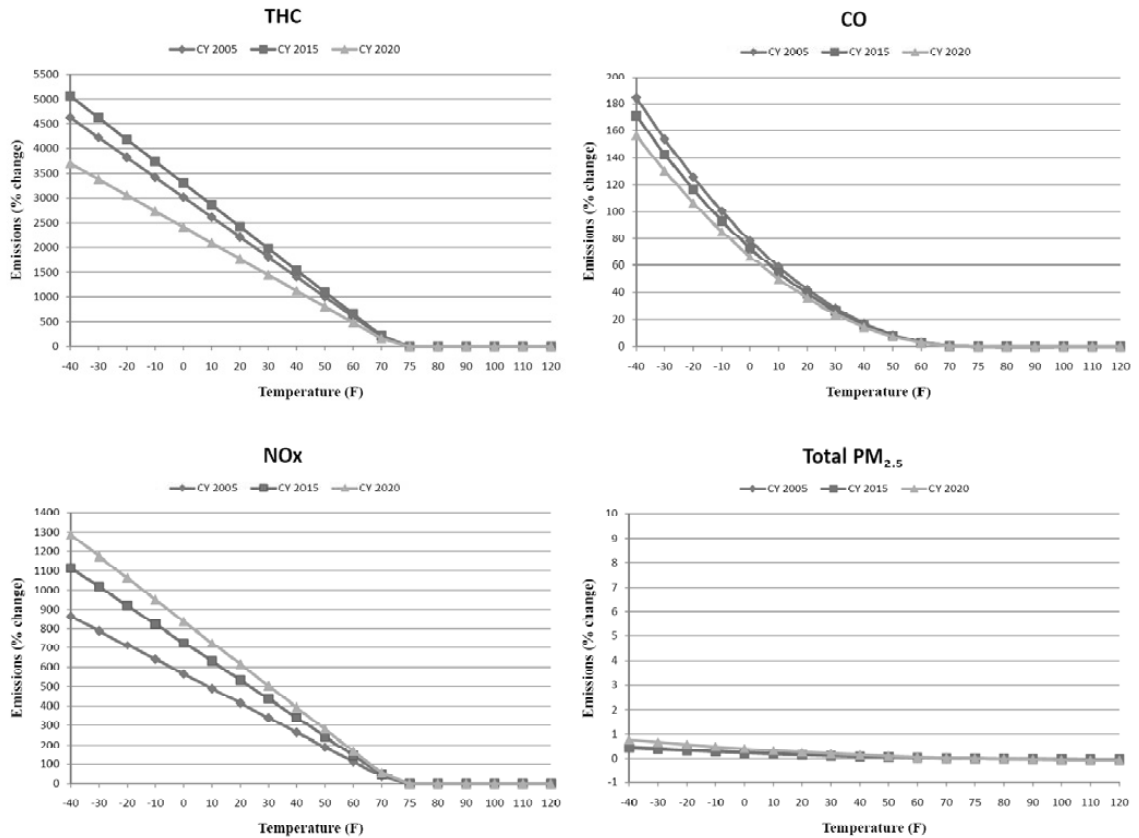 THC
CY 2005 CY 2015 CY 2020
5500
5000
4500
4000
3500
3000
2500
2000
1500
1000
500
0
Emissions (% change)
-40 -30 -20 -10 0 10 20 30 40 50 60 70 75 80 90 100 110 120
Temperature (F)
CO
CY 2005 CY 2015 CY 2020
200
180
160
140
120
100
80
60
40
20
0
Emissions (% change)
-40 -30 -20 -10 0 10 20 30 40 50 60 70 75 80 90 100 110 120
Temperature (F)
NOx
CY 2005 CY 2015 CY 2020
1400
1300
1200
1100
1000
900
800
700
600
500
400
300
200
100
0
Emissions (% change)
-40 -30 -20 -10 0 10 20 30 40 50 60 70 75 80 90 100 110 120
Temperature (F)
Total PM2.5
CY 2005 CY 2015 CY 2020
10
9
8
7
6
5
4
3
2
1
0
-1
Emissions (% change)
-40 -30 -20 -10 0 10 20 30 40 50 60 70 75 80 90 100 110 120
Temperature (F)